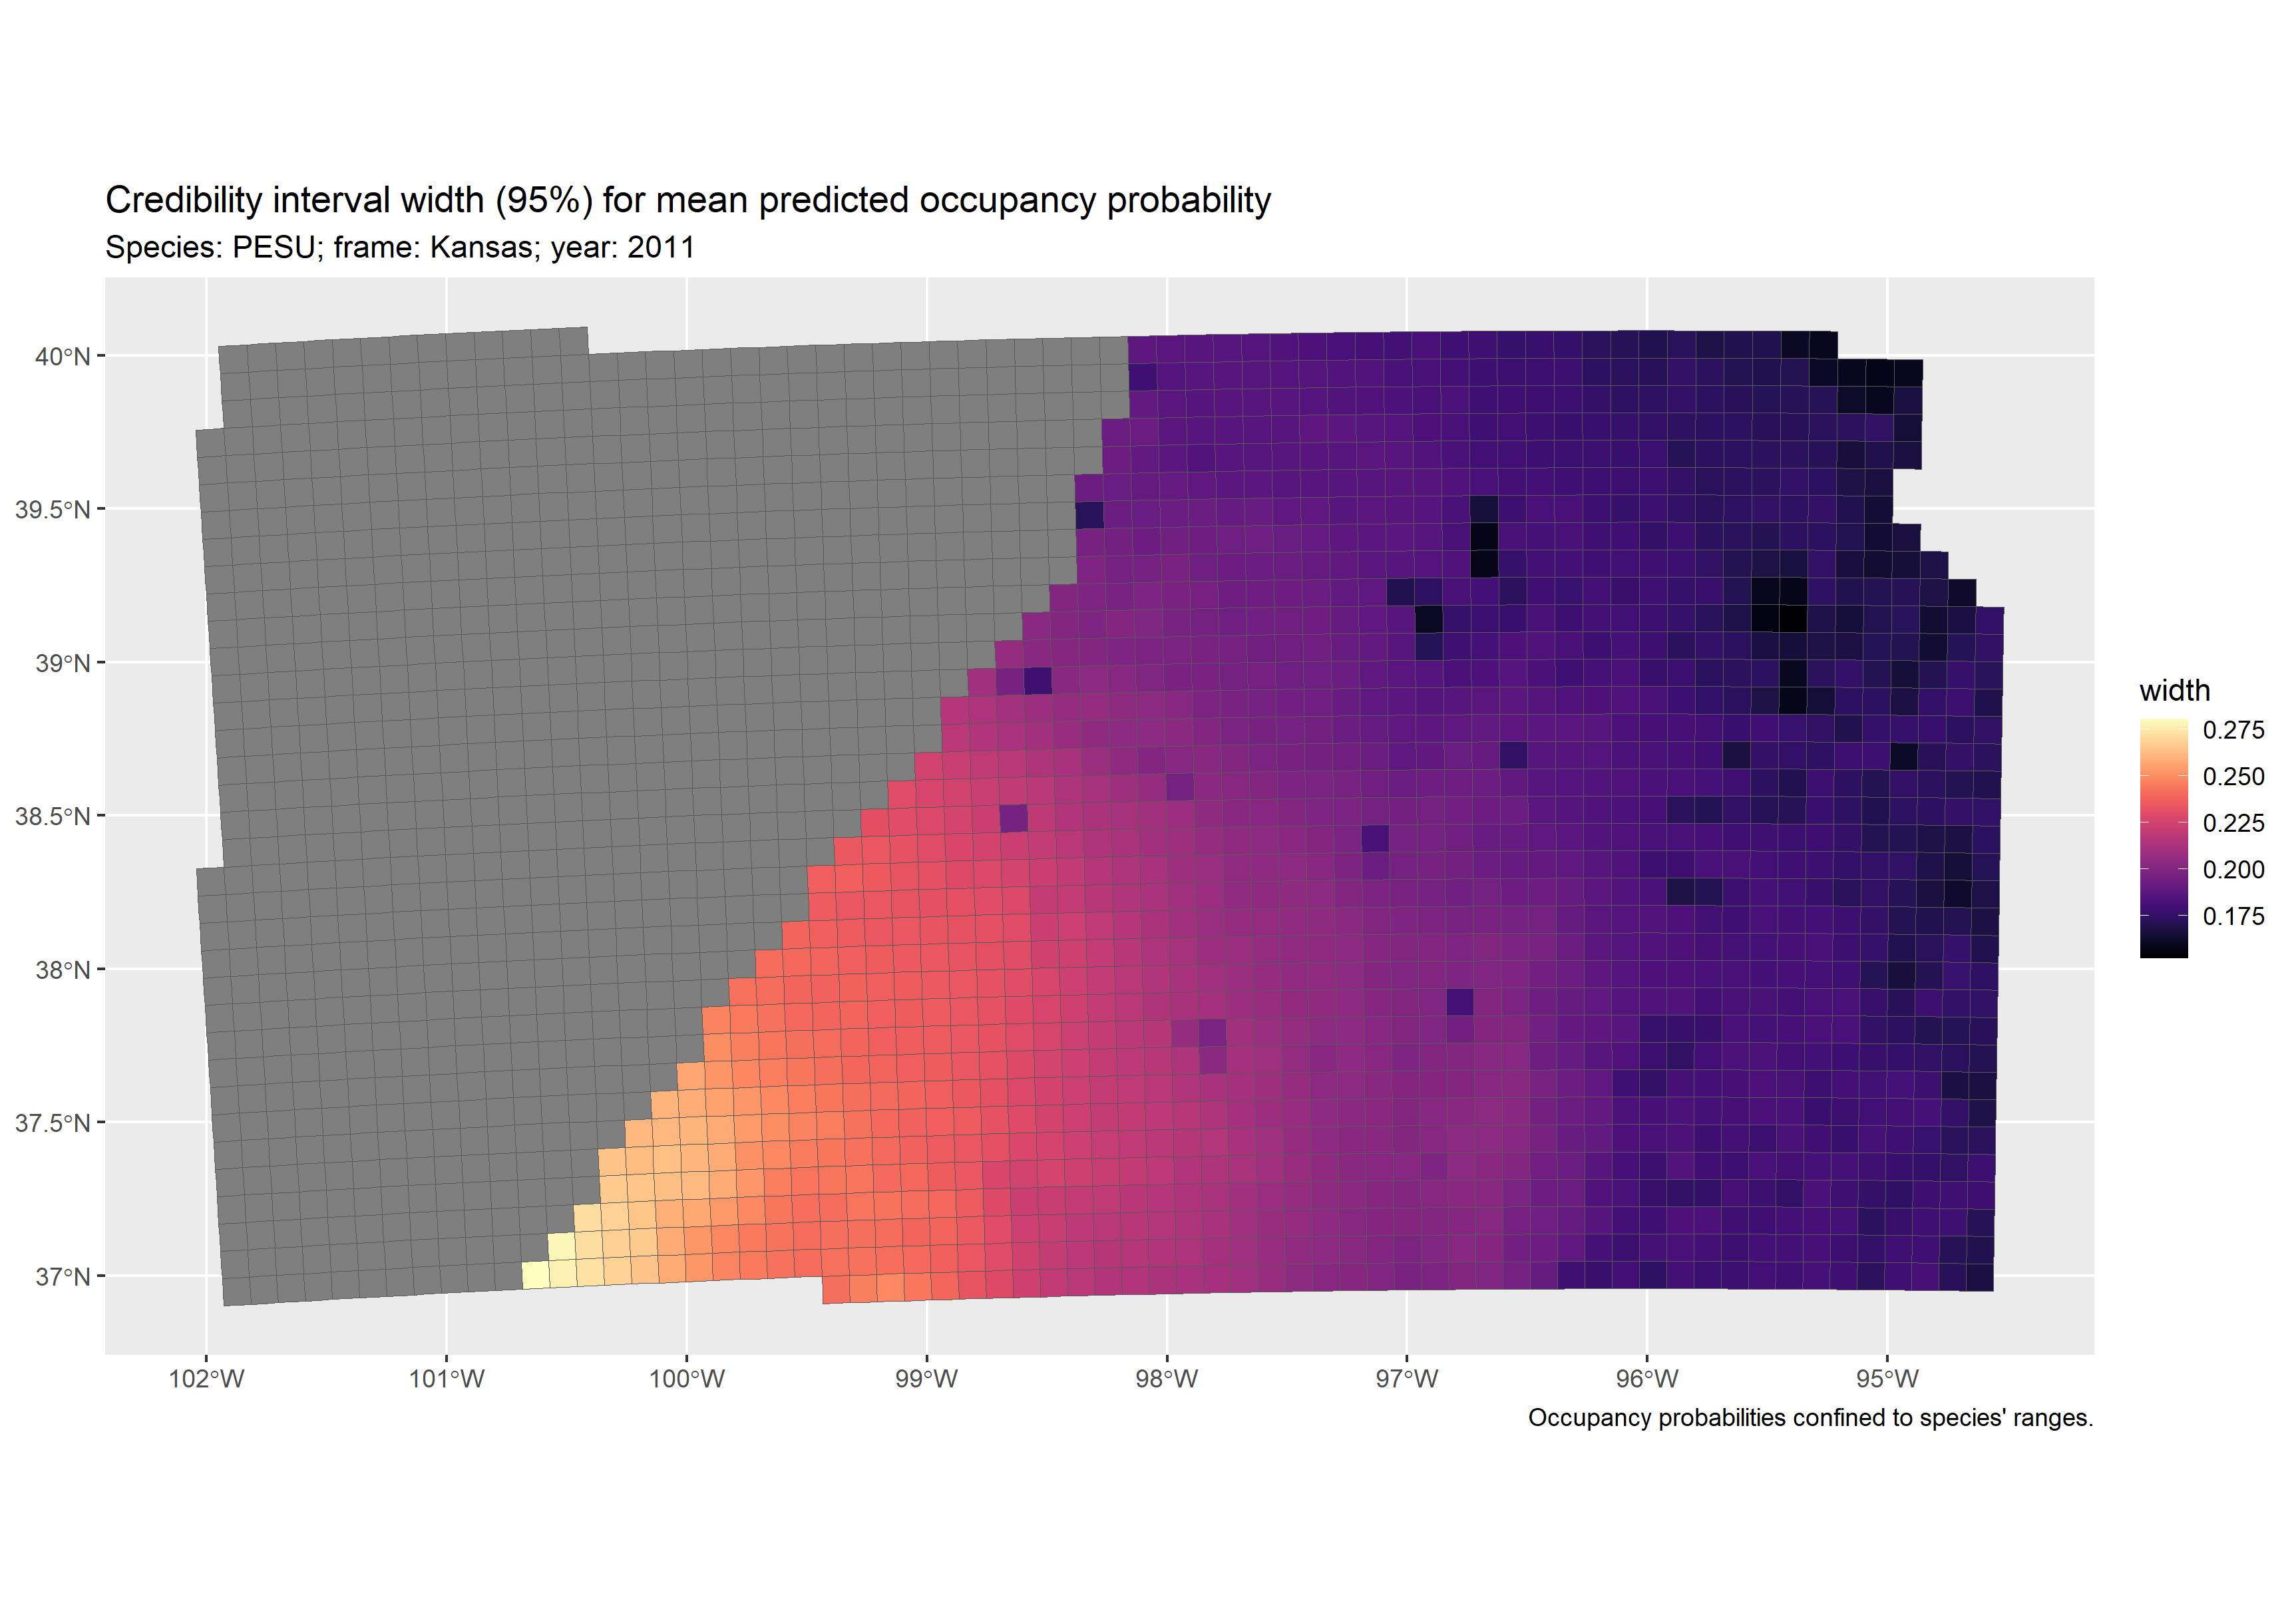 Credibility interval width (95%) for mean predicted occupancy probability
Species: PESU; frame: Kansas; year: 2011
40°N
39.5°N
39°N
38.5°N
38°N
37.5°N
37°N
102°W
101°W
100°W
99°W
98°W
97°W
96°W
95°W
width
0.275
0.250
0.225
0.200
0.175
Occupancy probabilities confined to species' ranges.